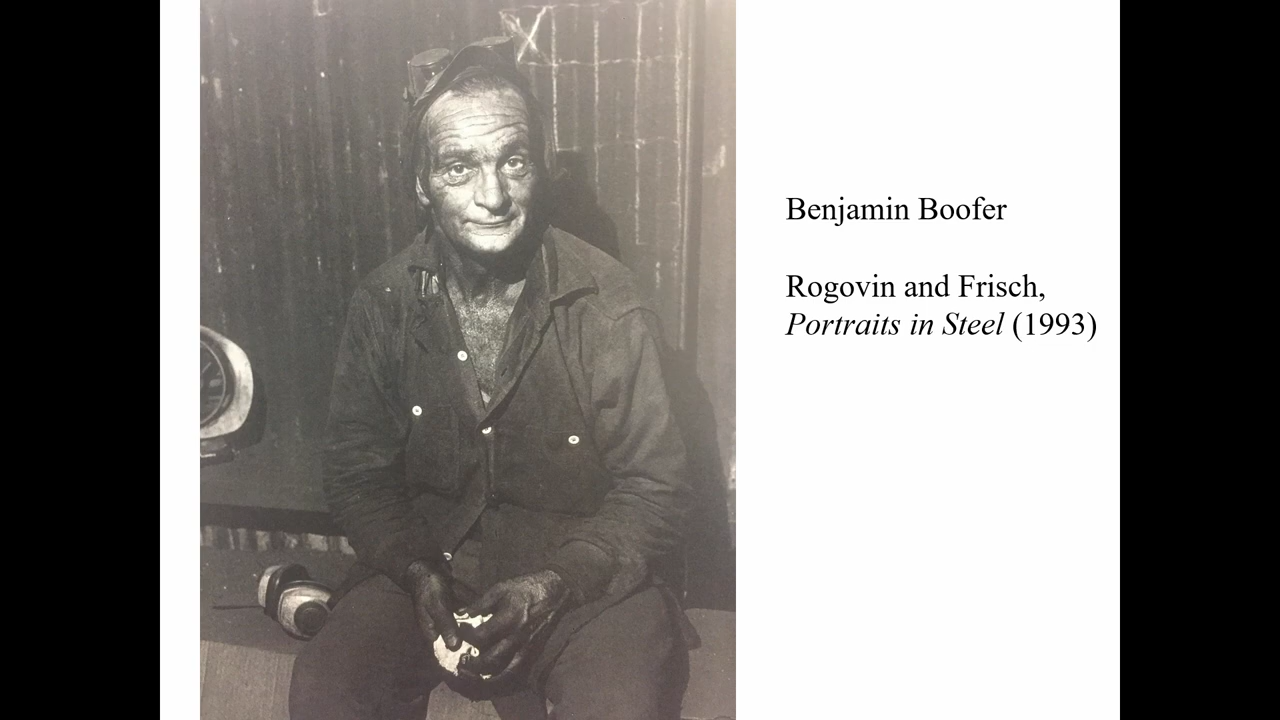 Benjamin Boofer
Rogovin and Frisch,
Portraits in Steel (1993)